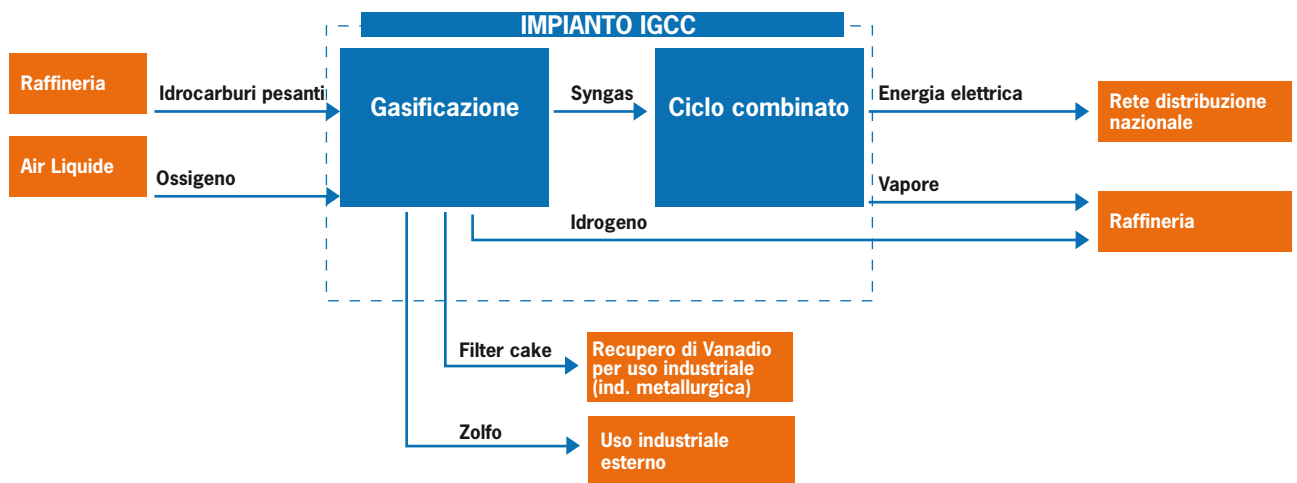 IMPIANTO IGCC
Raffineria
Idrocarburi pesanti
Gasificazione
Syngas
Ciclo combinato
Energia elettrica
Rete distribuzione
nazionale
Air Liquide
Ossigeno
Vapore
Idrogeno
Raffineria
Filter cake
Recupero di Vanadio
per uso industriale
(ind. metallurgica)
Zolfo
Uso industriale
esterno